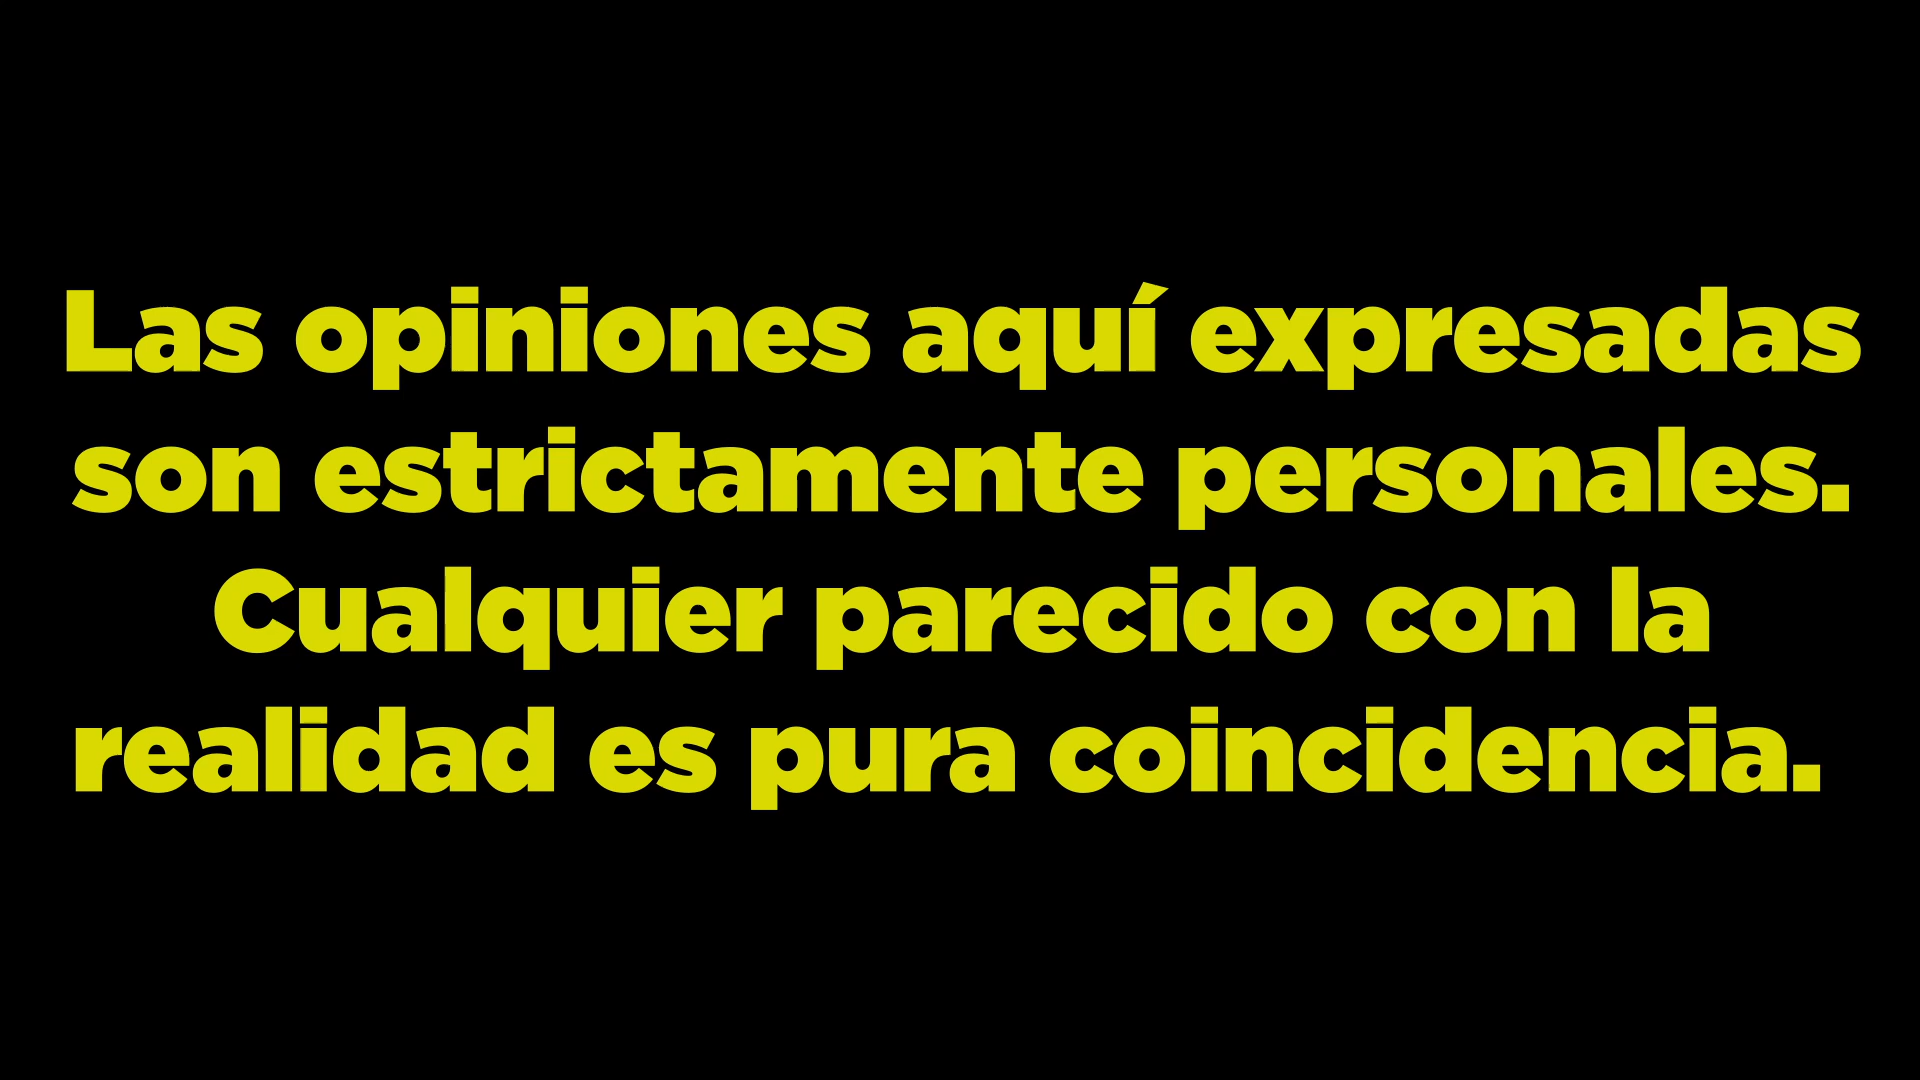 Las opiniones aquí expresadas
son estrictamente personales.
Cualquier parecido con la
realidad es pura coincidencia.